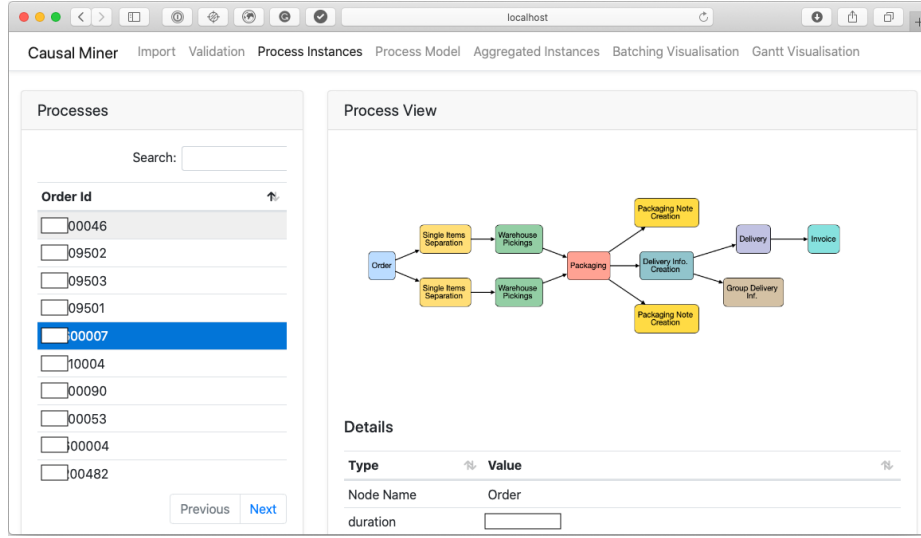 localhost
Causal Miner Import Validation Process Instances Process Model Aggregated Instances Batching Visualisation Gantt Visualisation
Processes
Search:
Order Id
00046
09502
09503
09501
00007
10004
00090
00053
00004
00482
Previous Next
Process View
Order
Single Items
Separation
Warehouse
Pickings
Single Items
Separation
Warehouse
Pickings
Packaging
Packaging Note
Creation
Delivery Info.
Creation
Packaging Note
Creation
Delivery
Invoice
Group Delivery
Inf.
Details
Type Value
Node Name Order
duration